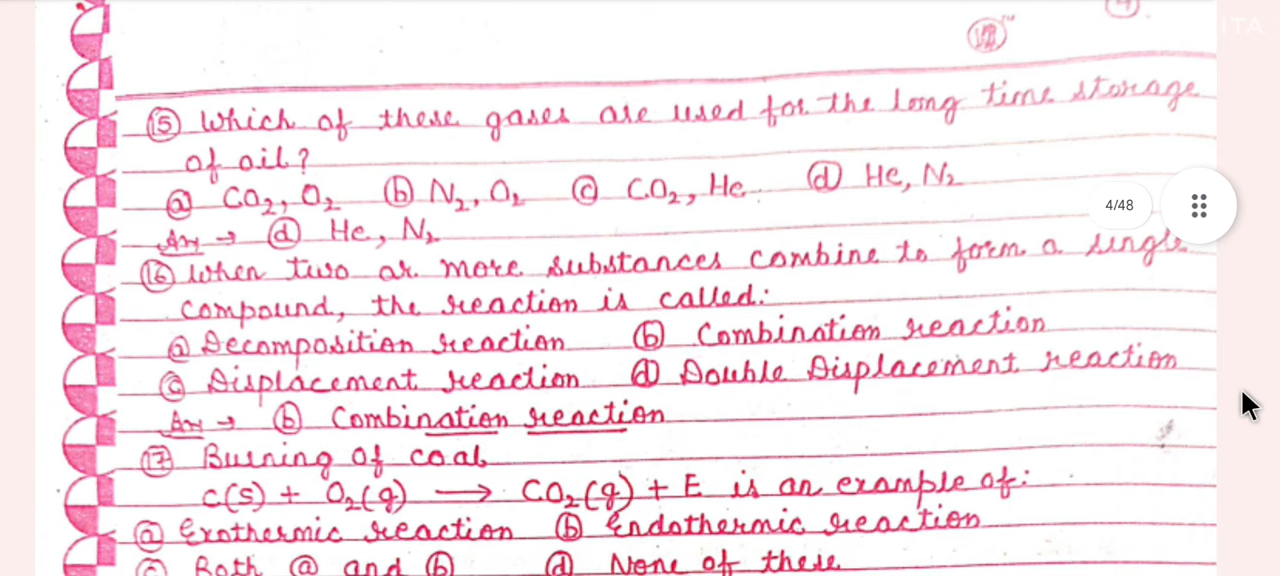 ITA
(15) Which of these gases are used for the long time storage
of oil?
(a) CO₂, O₂ (b) N₂, O₂ (c) CO₂, He (d) He, N₂
4/48
Ans → (d) He, N₂
(16) When two or more substances combine to form a single
compound, the reaction is called:
(a) Decomposition reaction (b) Combination reaction
(c) Displacement reaction (d) Double Displacement reaction
Ans → (b) Combination reaction
(17) Burning of coal
C(s) + O₂(g) → CO₂(g) + E is an example of:
(a) Exothermic reaction (b) Endothermic reaction
(c) Both (a) and (b) (d) None of these